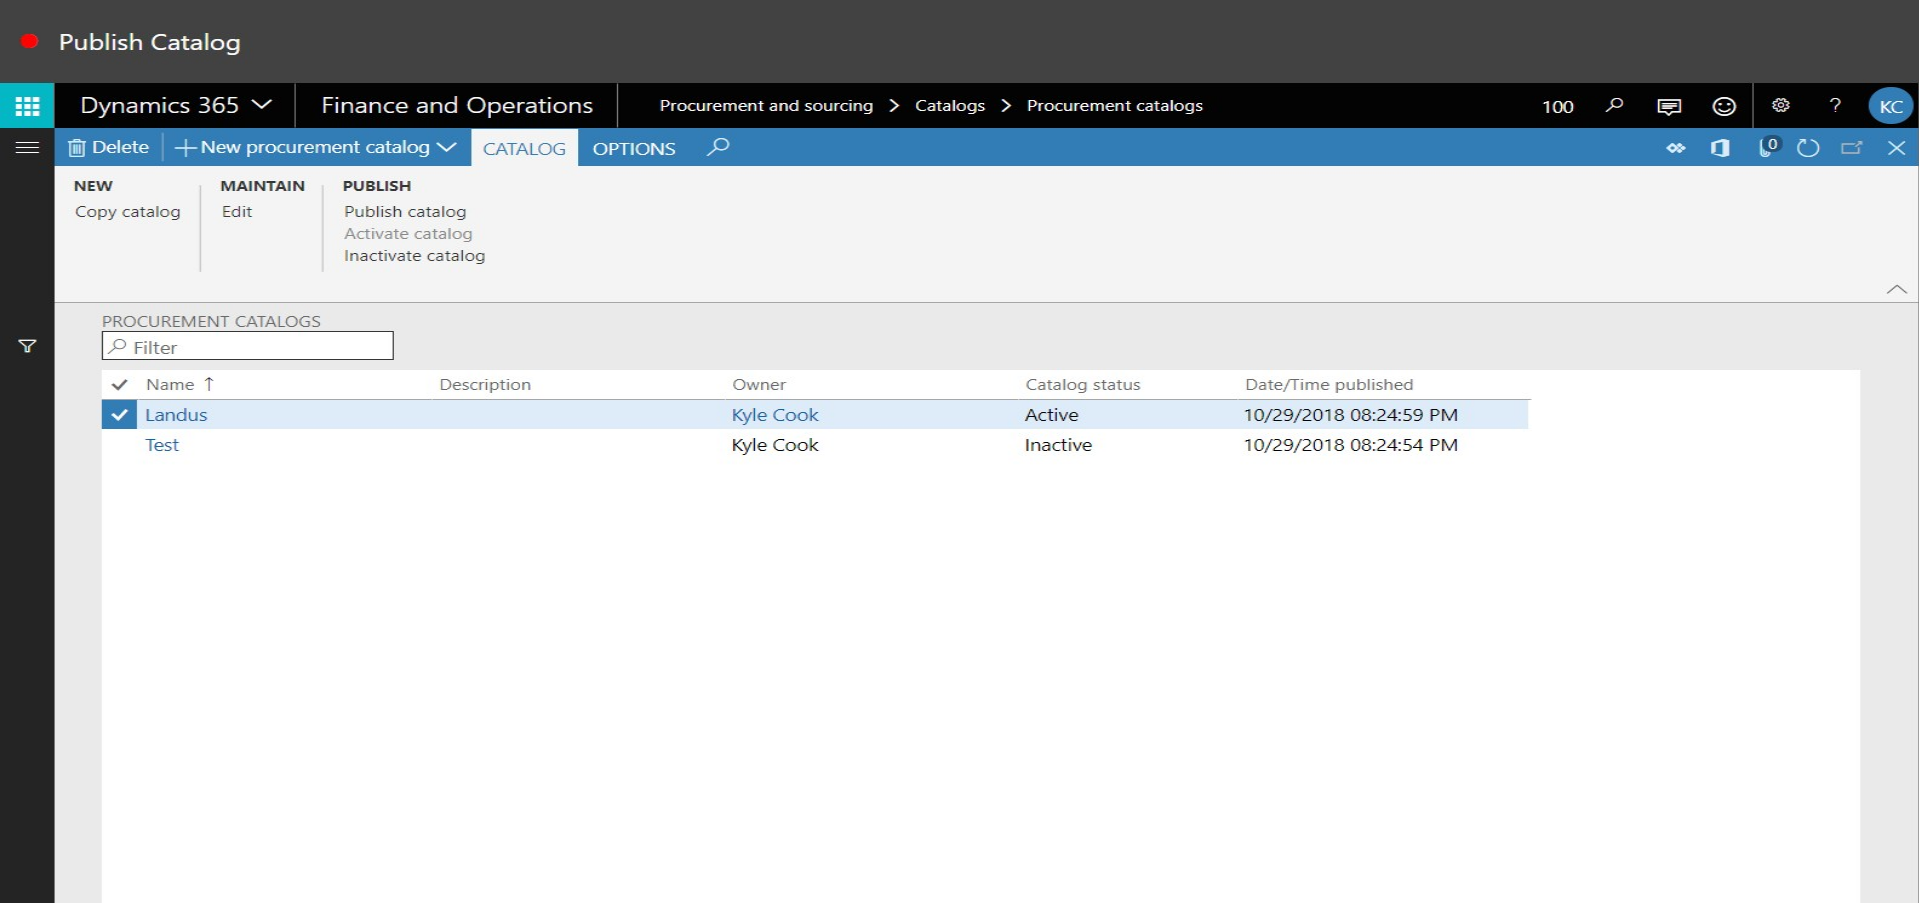 Publish Catalog
Dynamics 365 Finance and Operations Procurement and sourcing > Catalogs > Procurement catalogs 100 ? KC
Delete + New procurement catalog CATALOG OPTIONS 0
NEW MAINTAIN PUBLISH
Copy catalog Edit Publish catalog
Activate catalog
Inactivate catalog
PROCUREMENT CATALOGS
Filter
Name ↑ Description Owner Catalog status Date/Time published
Landus Kyle Cook Active 10/29/2018 08:24:59 PM
Test Kyle Cook Inactive 10/29/2018 08:24:54 PM